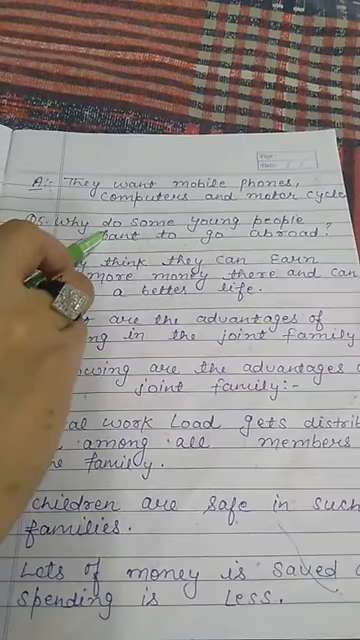 Page:
Date: / /
A:- They want mobile phones,
computers and motor cycle
Q5. Why do some young people
want to go abroad?
think they can earn
more money there and can
a better life.
are the advantages of
in the joint family
are the advantages
joint family:-
work load gets
among all members
family.
children are safe in such
families.
Lots of money is saved
spending is less.